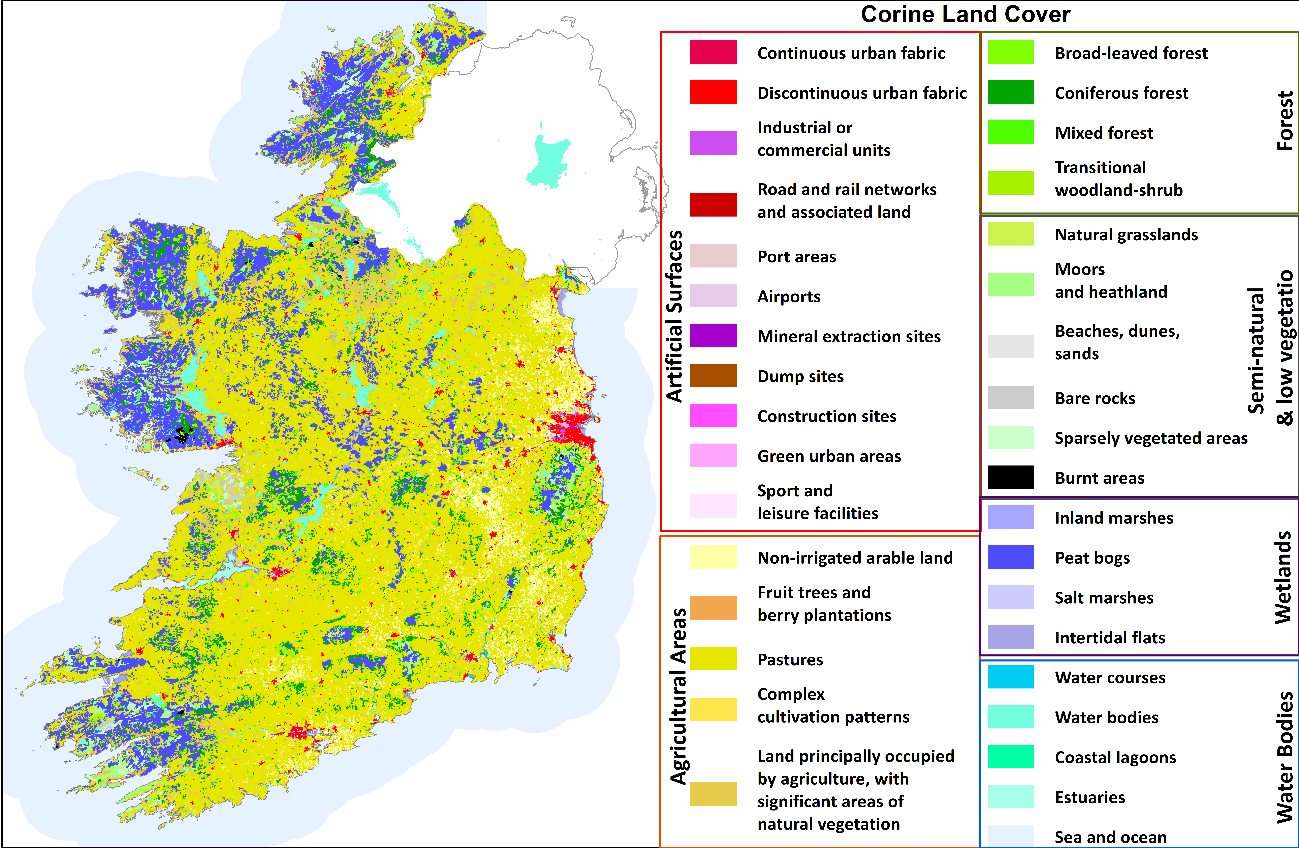 Corine Land Cover
Artificial Surfaces
Continuous urban fabric
Discontinuous urban fabric
Industrial or
commercial units
Road and rail networks
and associated land
Port areas
Airports
Mineral extraction sites
Dump sites
Construction sites
Green urban areas
Sport and
leisure facilities
Agricultural Areas
Non-irrigated arable land
Fruit trees and
berry plantations
Pastures
Complex
cultivation patterns
Land principally occupied
by agriculture, with
significant areas of
natural vegetation
Forest
Broad-leaved forest
Coniferous forest
Mixed forest
Transitional
woodland-shrub
Semi-natural
& low vegetatio
Natural grasslands
Moors
and heathland
Beaches, dunes,
sands
Bare rocks
Sparsely vegetated areas
Burnt areas
Wetlands
Inland marshes
Peat bogs
Salt marshes
Intertidal flats
Water Bodies
Water courses
Water bodies
Coastal lagoons
Estuaries
Sea and ocean